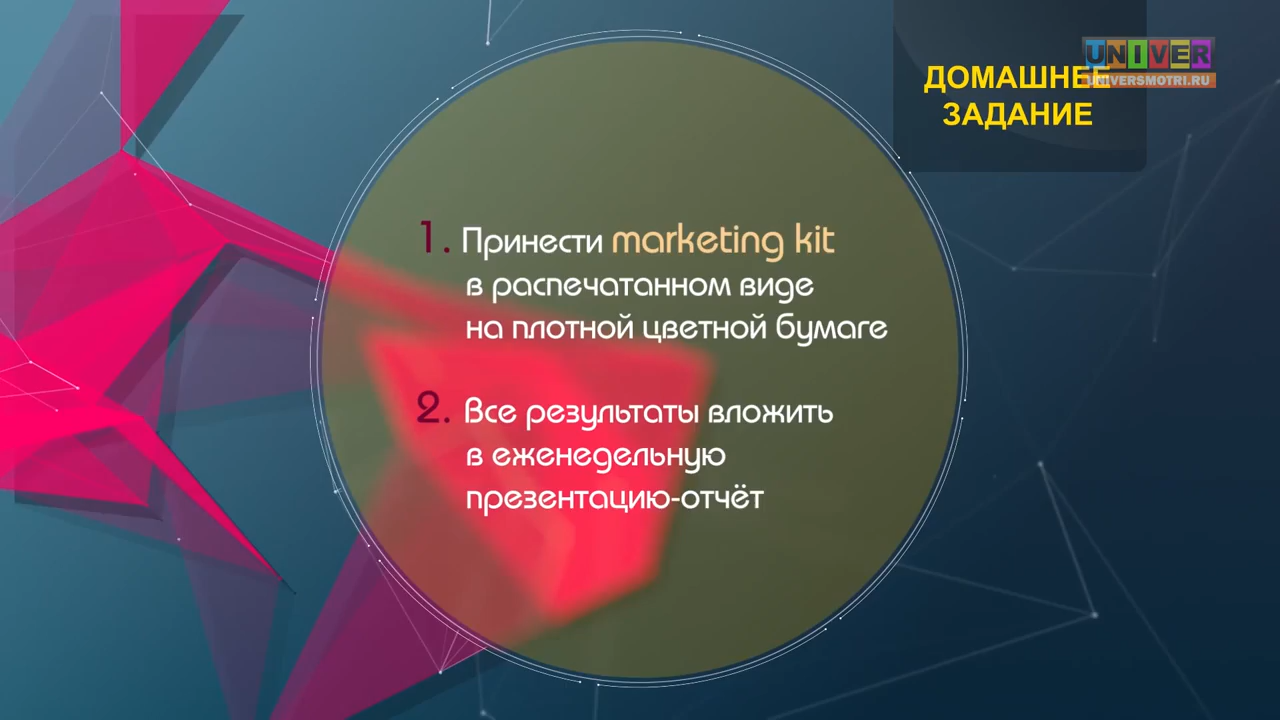 UNIVER
UNIVERSMOTRI.RU
ДОМАШНЕЕ
ЗАДАНИЕ
1. Принести marketing kit
в распечатанном виде
на плотной цветной бумаге
2. Все результаты вложить
в еженедельную
презентацию-отчёт